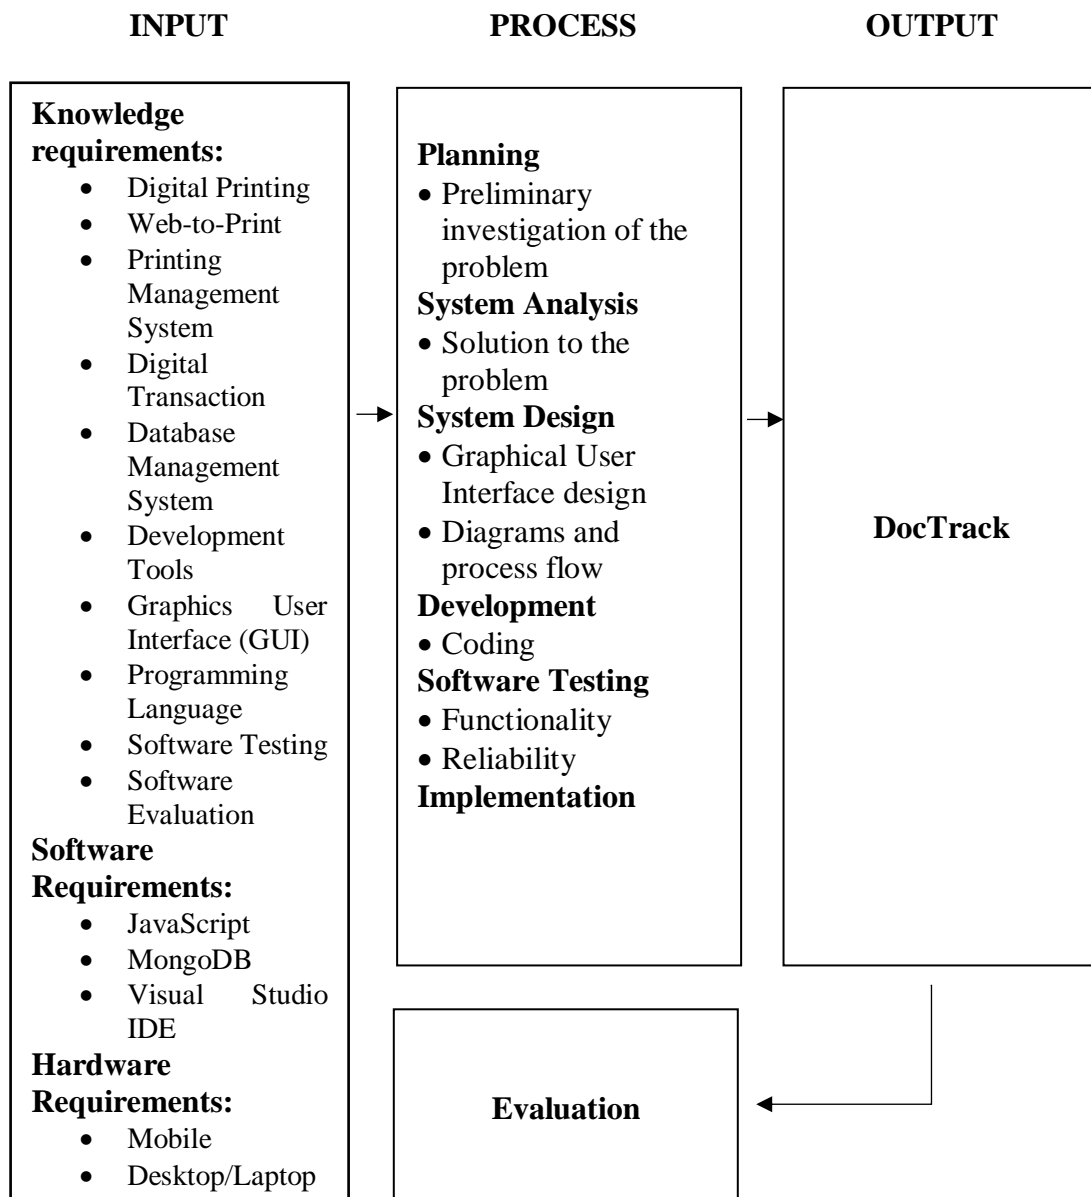 INPUT
PROCESS
OUTPUT
Knowledge
requirements:
• Digital Printing
• Web-to-Print
• Printing
Management
System
• Digital
Transaction
• Database
Management
System
• Development
Tools
• Graphics User
Interface (GUI)
• Programming
Language
• Software Testing
• Software
Evaluation
Software
Requirements:
• JavaScript
• MongoDB
• Visual Studio
IDE
Hardware
Requirements:
• Mobile
• Desktop/Laptop
Planning
• Preliminary
investigation of the
problem
System Analysis
• Solution to the
problem
System Design
• Graphical User
Interface design
• Diagrams and
process flow
Development
• Coding
Software Testing
• Functionality
• Reliability
Implementation
DocTrack
Evaluation